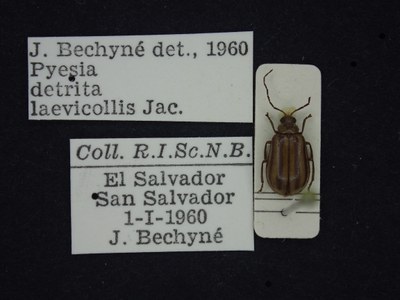 J. Bechyné det., 1960
Pyesia
detrita
laevicollis Jac.
Coll. R.I.Sc.N.B.
El Salvador
San Salvador
1-I-1960
J. Bechyné